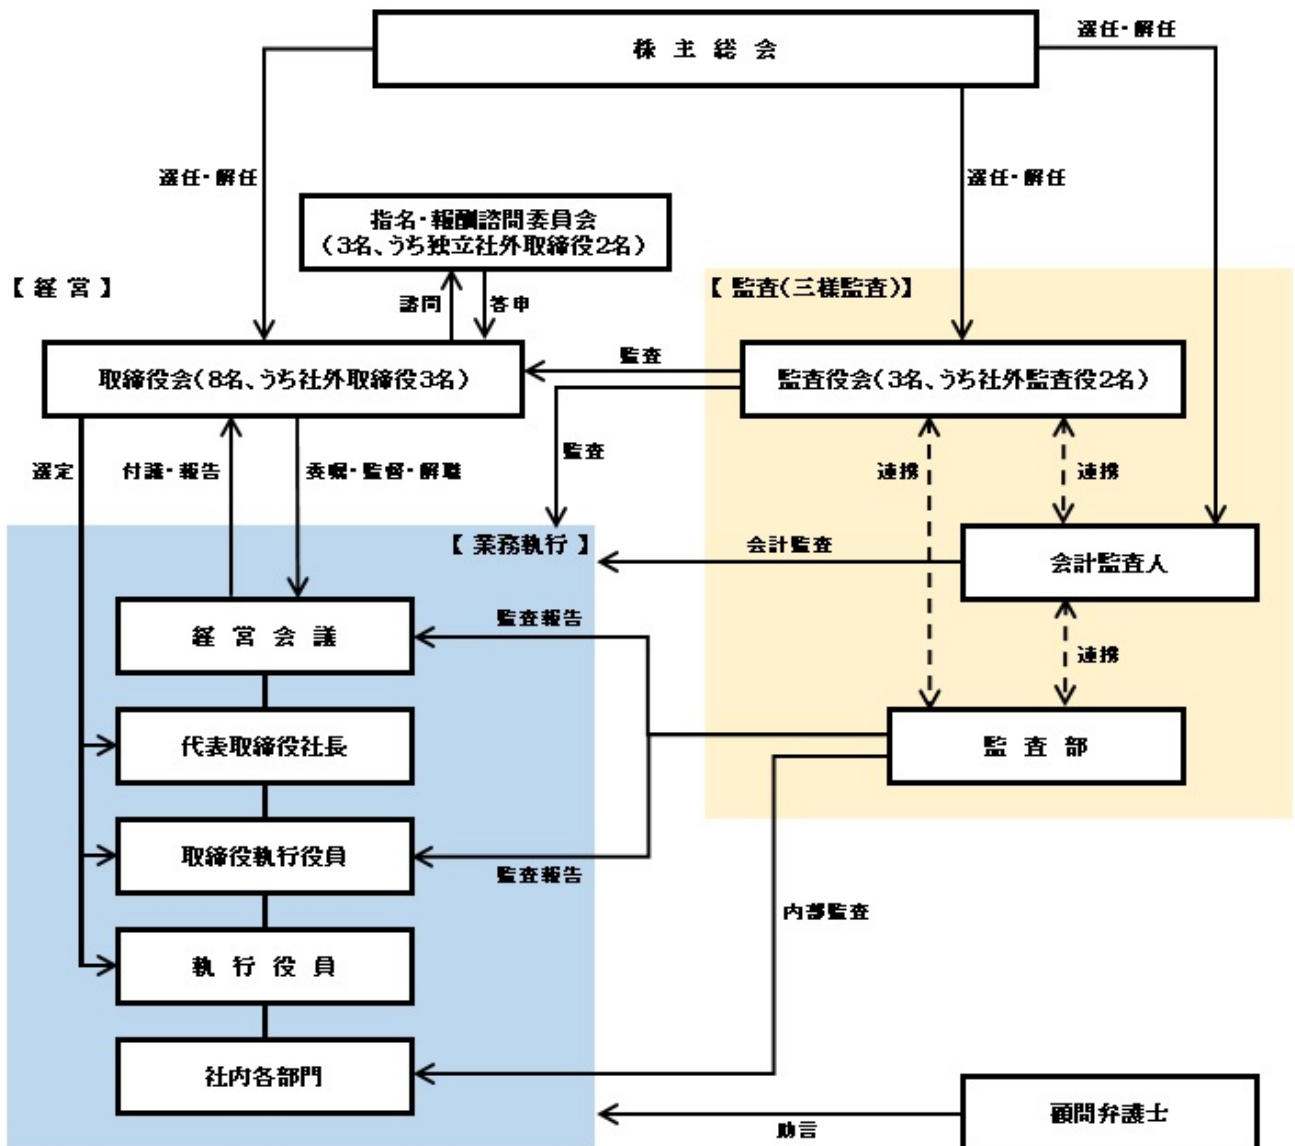 株主総会
選任・解任
選任・解任
選任・解任
指名・報酬諮問委員会
(3名、うち独立社外取締役2名)
【経営】
諮問
答申
【監査(三様監査)】
取締役会(8名、うち社外取締役3名)
監査
監査役会(3名、うち社外監査役2名)
選定
付議・報告
委嘱・監督・解職
監査
連携
連携
【業務執行】
会計監査
会計監査人
経営会議
監査報告
連携
代表取締役社長
監査部
取締役執行役員
監査報告
内部監査
執行役員
社内各部門
顧問弁護士
助言